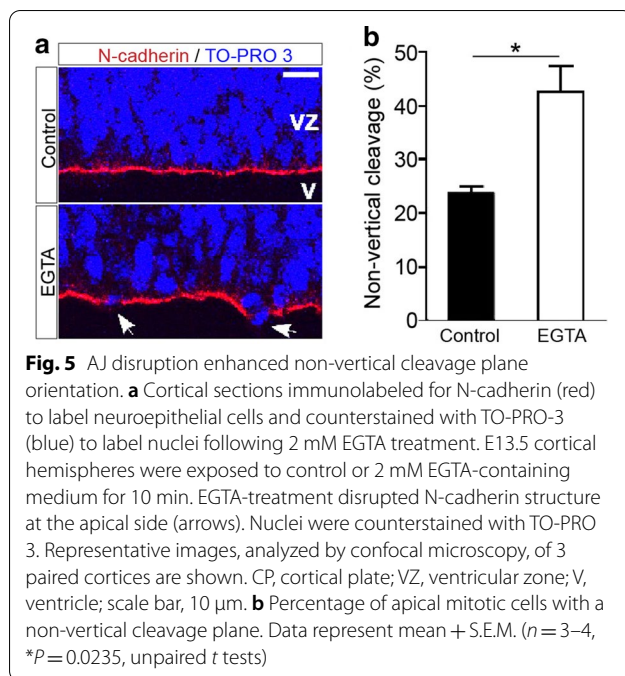 a
N-cadherin / TO-PRO 3
Control
VZ
V
EGTA
b
*
Non-vertical cleavage (%)
50
40
30
20
10
0
Control
EGTA
Fig. 5 AJ disruption enhanced non-vertical cleavage plane
orientation. a Cortical sections immunolabeled for N-cadherin (red)
to label neuroepithelial cells and counterstained with TO-PRO-3
(blue) to label nuclei following 2 mM EGTA treatment. E13.5 cortical
hemispheres were exposed to control or 2 mM EGTA-containing
medium for 10 min. EGTA-treatment disrupted N-cadherin structure
at the apical side (arrows). Nuclei were counterstained with TO-PRO
3. Representative images, analyzed by confocal microscopy, of 3
paired cortices are shown. CP, cortical plate; VZ, ventricular zone; V,
ventricle; scale bar, 10 μm. b Percentage of apical mitotic cells with a
non-vertical cleavage plane. Data represent mean + S.E.M. (n = 3–4,
*P = 0.0235, unpaired t tests)